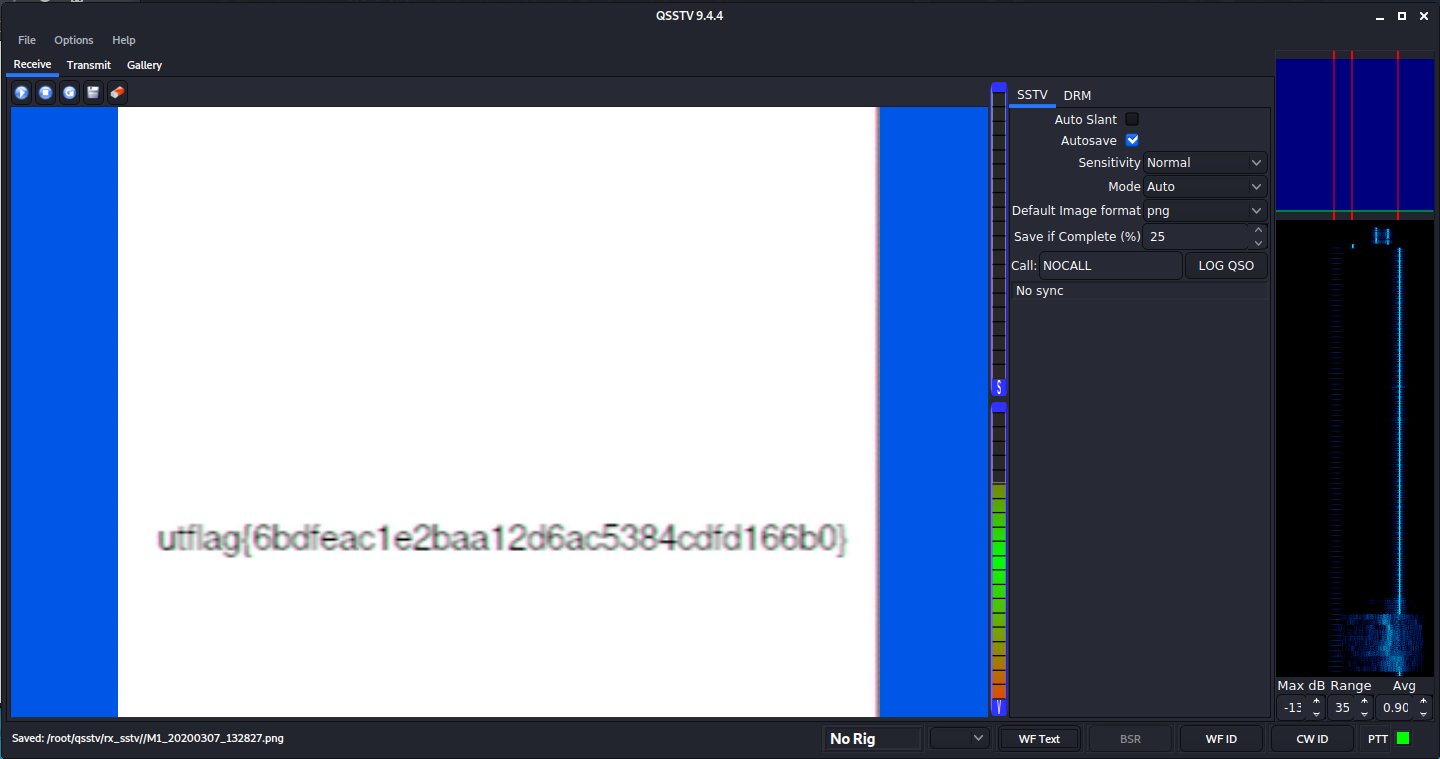 QSSTV 9.4.4
File Options Help
Receive Transmit Gallery
SSTV DRM
Auto Slant
Autosave
Sensitivity Normal
Mode Auto
Default Image format png
Save if Complete (%) 25
Call: NOCALL LOG QSO
No sync
utflag{6bdfeac1e2baa12d6ac5384cdfd166b0}
S
V
Max dB Range Avg
-13 35 0.90
Saved: /root/qsstv/rx_sstv//M1_20200307_132827.png
No Rig WF Text BSR WF ID CW ID PTT